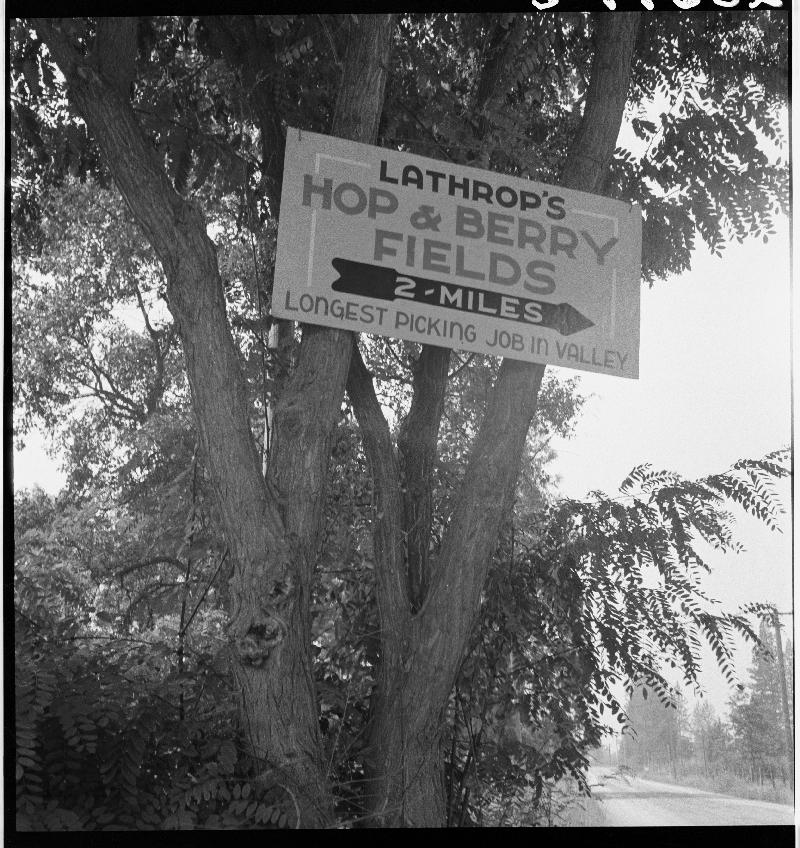 LATHROP'S
HOP & BERRY
FIELDS
2-MILES
LONGEST PICKING JOB IN VALLEY